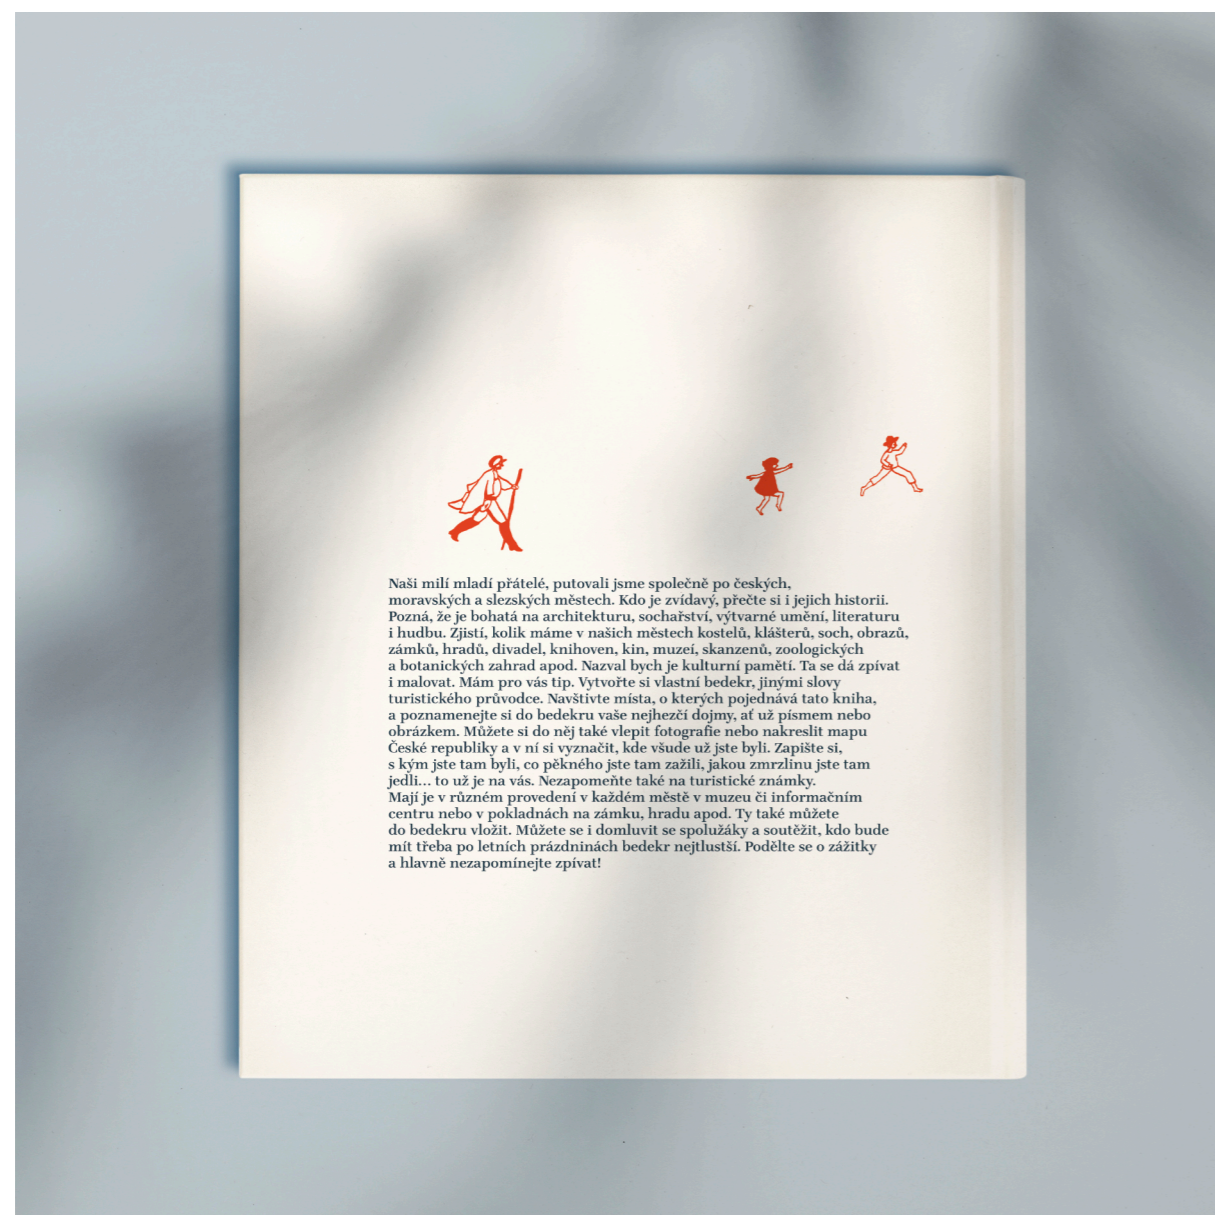 Naši milí mladí přátelé, putovali jsme společně po českých,
moravských a slezských městech. Kdo je zvídavý, přečte si i jejich historii.
Pozná, že je bohatá na architekturu, sochařství, výtvarné umění, literaturu
i hudbu. Zjistí, kolik máme v našich městech kostelů, klášterů, soch, obrazů,
zámků, hradů, divadel, knihoven, kin, muzeí, skanzenů, zoologických
a botanických zahrad apod. Nazval bych je kulturní pamětí. Ta se dá zpívat
i malovat. Mám pro vás tip. Vytvořte si vlastní bedekr, jinými slovy
turistického průvodce. Navštivte místa, o kterých pojednává tato kniha,
a poznamenejte si do bedekru vaše nejhezčí dojmy, ať už písmem nebo
obrázkem. Můžete si do něj také vlepit fotografie nebo nakreslit mapu
České republiky a v ní si vyznačit, kde všude už jste byli. Zapište si,
s kým jste tam byli, co pěkného jste tam zažili, jakou zmrzlinu jste tam
jedli... to už je na vás. Nezapomeňte také na turistické známky.
Mají je v různém provedení v každém městě v muzeu či informačním
centru nebo v pokladnách na zámku, hradu apod. Ty také můžete
do bedekru vložit. Můžete se i domluvit se spolužáky a soutěžit, kdo bude
mít třeba po letních prázdninách bedekr nejtlustší. Podělte se o zážitky
a hlavně nezapomínejte zpívat!